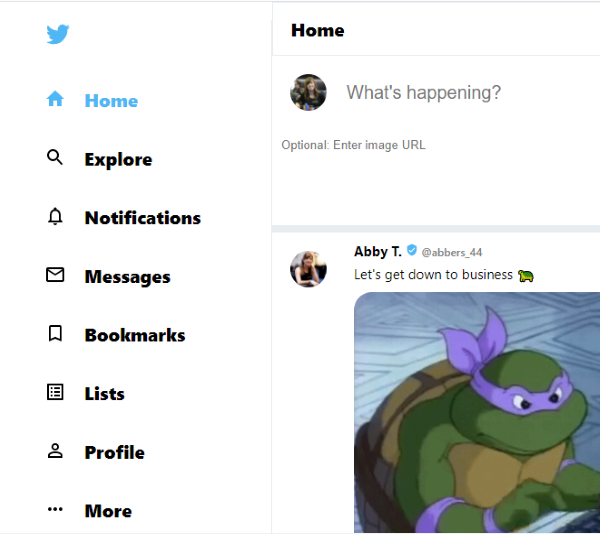 Home
Explore
Notifications
Messages
Bookmarks
Lists
Profile
More
Home
What's happening?
Optional: Enter image URL
Abby T. @abbers_44
Let's get down to business 🐢